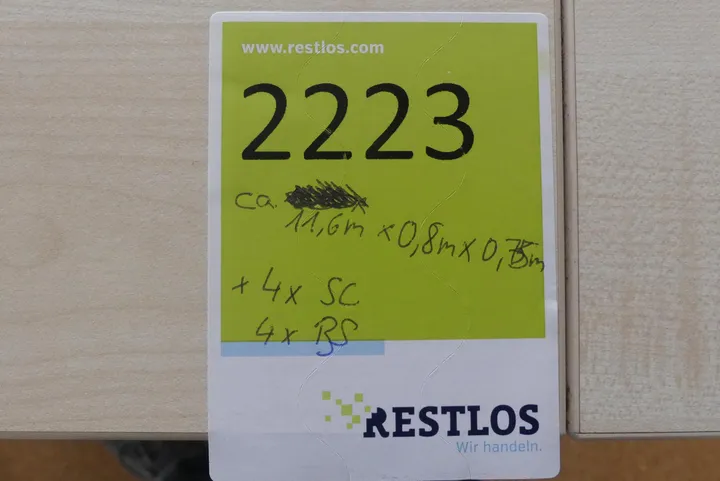 www.restlos.com
2223
ca.
11,6m x 0,8m x 0,75m
+ 4x SC
4x BS
RESTLOS
Wir handeln.